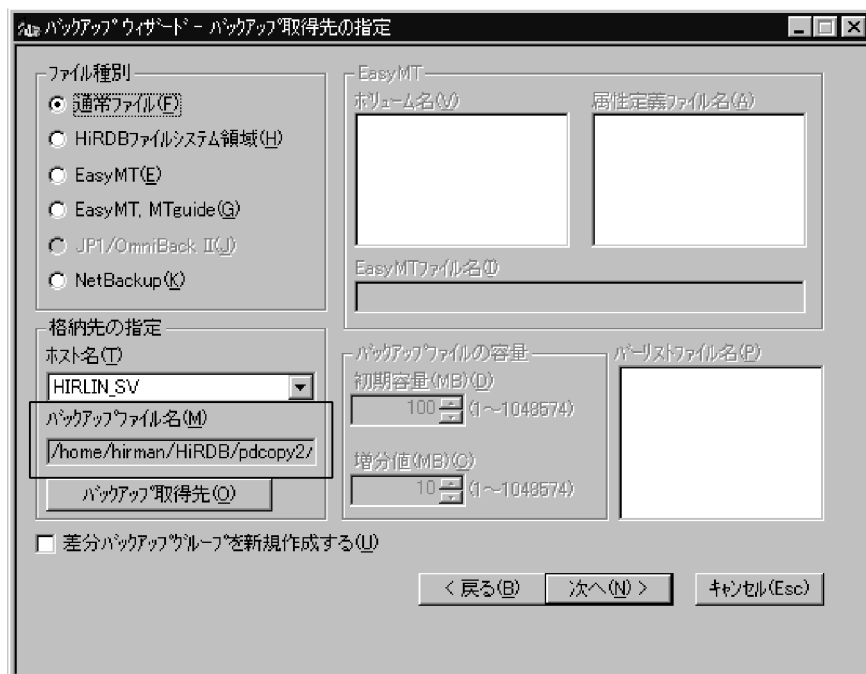 バックアップウィザード - バックアップ取得先の指定
ファイル種別
通常ファイル(F)
HiRDBファイルシステム領域(H)
EasyMT(E)
EasyMT, MTguide(G)
JP1/OmniBack II(J)
NetBackup(K)
格納先の指定
ホスト名(T)
HIRLIN_SV
バックアップファイル名(M)
/home/hirman/HiRDB/pdcopy2/
バックアップ取得先(O)
EasyMT
ボリューム名(V)
属性定義ファイル名(A)
EasyMTファイル名(I)
バックアップファイルの容量
初期容量(MB)(D)
100 (1～1048574)
増分値(MB)(C)
10 (1～1048574)
バーリストファイル名(P)
差分バックアップグループを新規作成する(U)
< 戻る(B)
次へ(N) >
キャンセル(Esc)